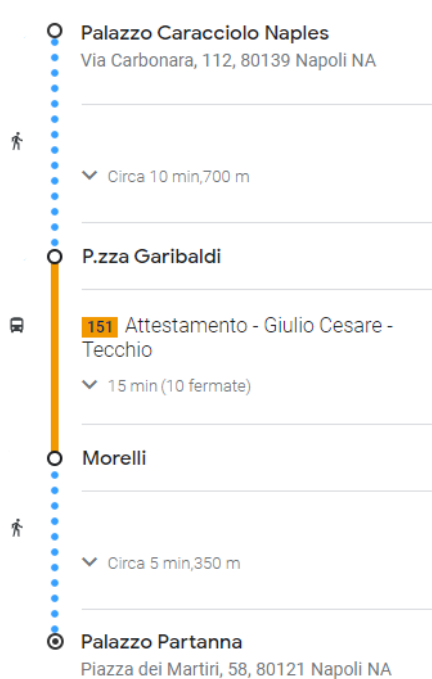 Palazzo Caracciolo Naples
Via Carbonara, 112, 80139 Napoli NA
Circa 10 min,700 m
P.zza Garibaldi
151 Attestamento - Giulio Cesare -
Tecchio
15 min (10 fermate)
Morelli
Circa 5 min,350 m
Palazzo Partanna
Piazza dei Martiri, 58, 80121 Napoli NA